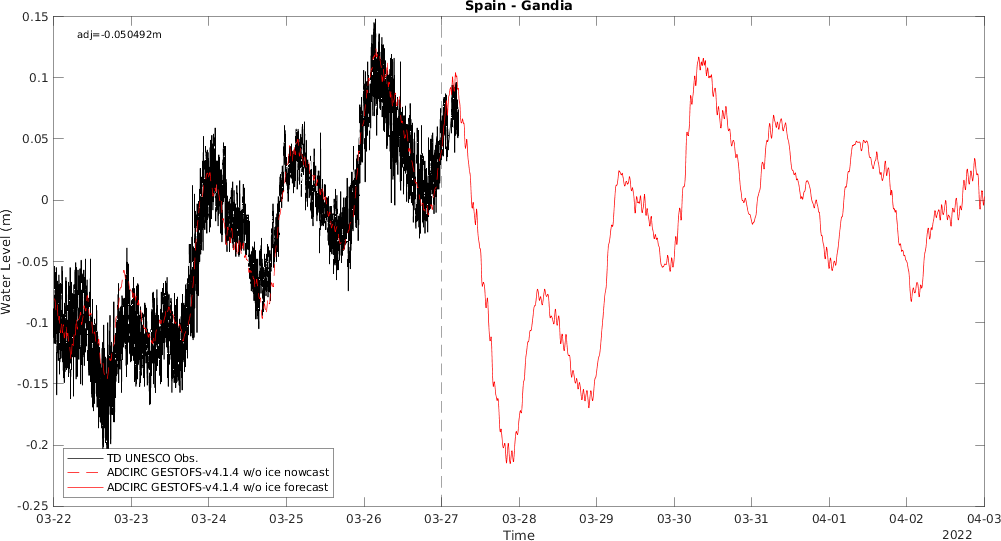 Spain - Gandia
adj=-0.050492m
0.15
0.1
0.05
0
-0.05
-0.1
-0.15
-0.2
-0.25
Water Level (m)
TD UNESCO Obs.
ADCIRC GESTOFS-v4.1.4 w/o ice nowcast
ADCIRC GESTOFS-v4.1.4 w/o ice forecast
03-22 03-23 03-24 03-25 03-26 03-27 03-28 03-29 03-30 03-31 04-01 04-02 04-03
Time
2022